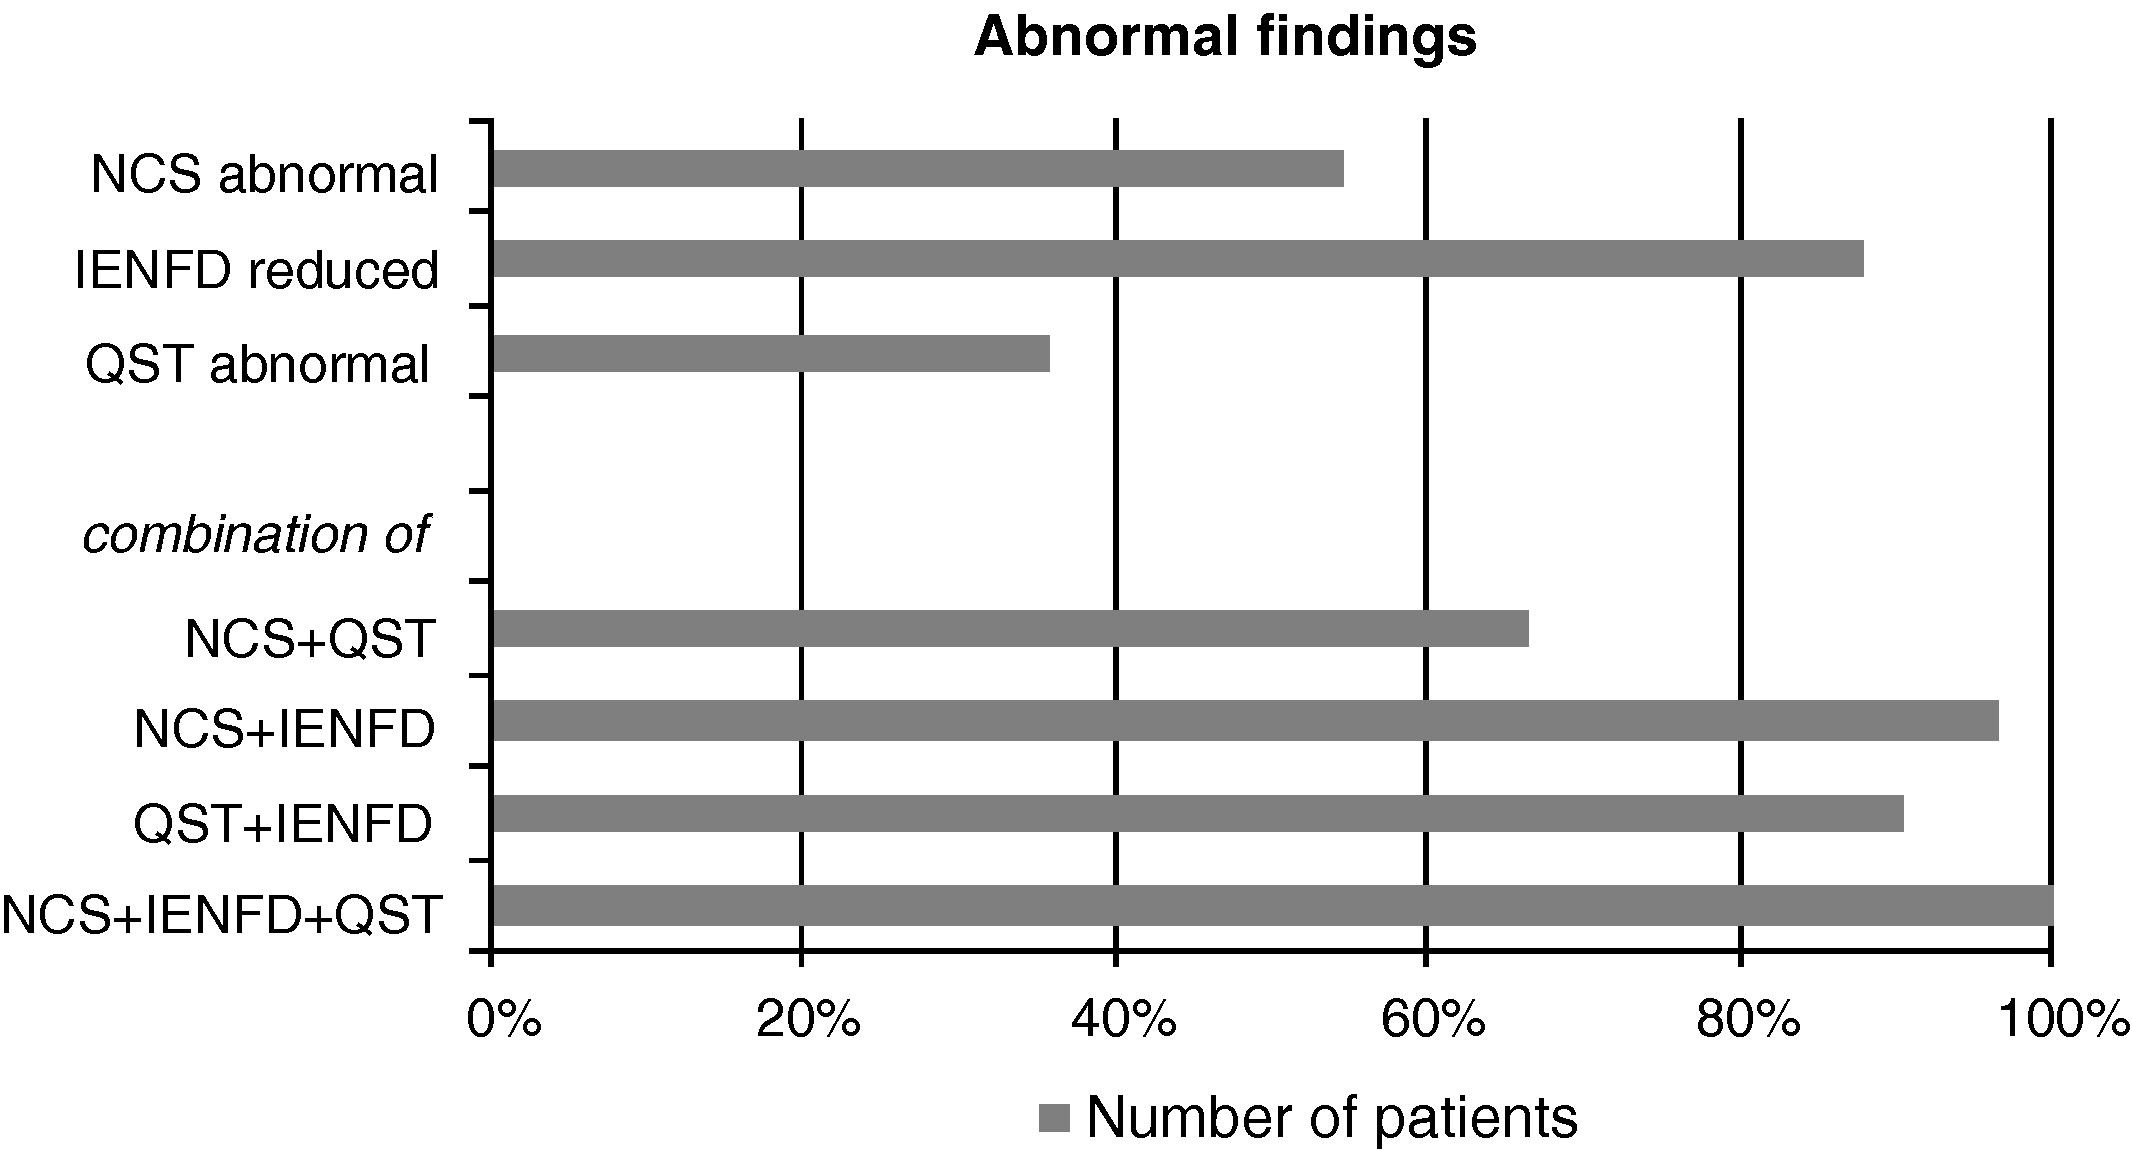 Abnormal findings
NCS abnormal
IENFD reduced
QST abnormal
combination of
NCS+QST
NCS+IENFD
QST+IENFD
NCS+IENFD+QST
0% 20% 40% 60% 80% 100%
Number of patients